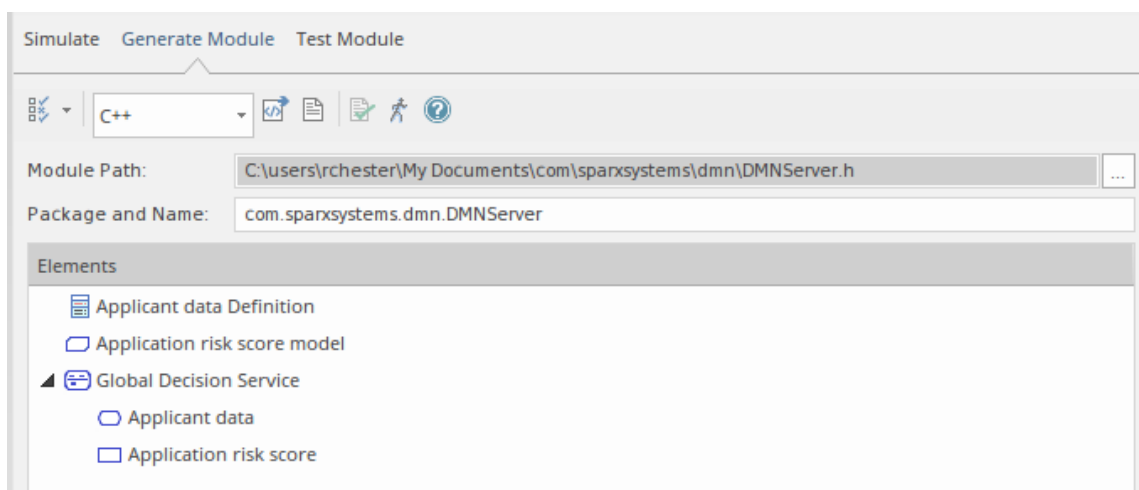 Simulate Generate Module Test Module
C++
Module Path: C:\users\rchester\My Documents\com\sparxsystems\dmn\DMNServer.h ...
Package and Name: com.sparxsystems.dmn.DMNServer
Elements
Applicant data Definition
Application risk score model
Global Decision Service
Applicant data
Application risk score